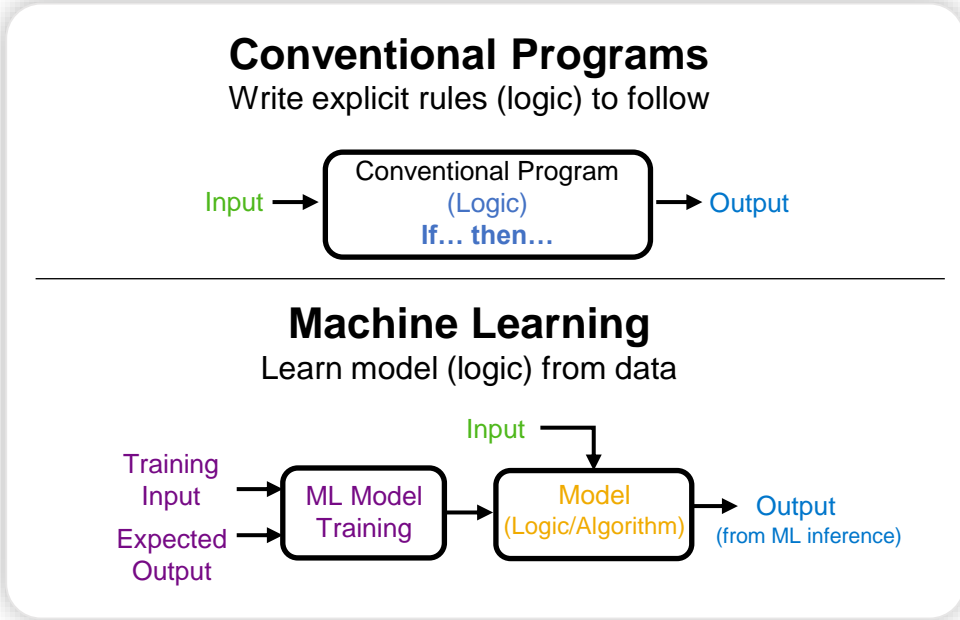 Conventional Programs
Write explicit rules (logic) to follow
Conventional Program
(Logic)
If… then…
Input
Output
Machine Learning
Learn model (logic) from data
Input
Training
Input
Expected
Output
ML Model
Training
Model
(Logic/Algorithm)
Output
(from ML inference)